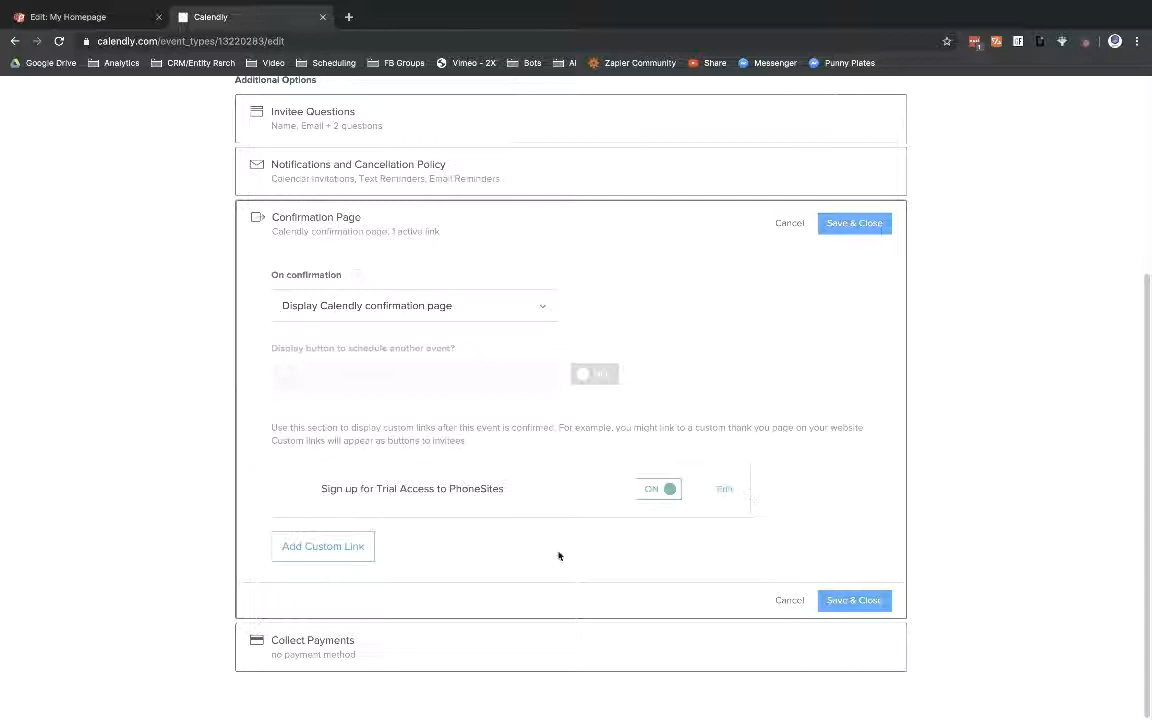 Edit: My Homepage
Calendly
calendly.com/event_types/13220283/edit
Google Drive Analytics CRM/Entity Rsrch Video Scheduling FB Groups Vimeo - 2X Bots AI Zapier Community Share Messenger Punny Plates
Additional Options
Invitee Questions
Name, Email + 2 questions
Notifications and Cancellation Policy
Calendar Invitations, Text Reminders, Email Reminders
Confirmation Page
Calendly confirmation page, 1 active link
Cancel Save & Close
On confirmation
Display Calendly confirmation page
Display button to schedule another event?
Use this section to display custom links after this event is confirmed. For example, you might link to a custom thank you page on your website
Custom links will appear as buttons to invitees
Sign up for Trial Access to PhoneSites ON Edit
Add Custom Link
Cancel Save & Close
Collect Payments
no payment method